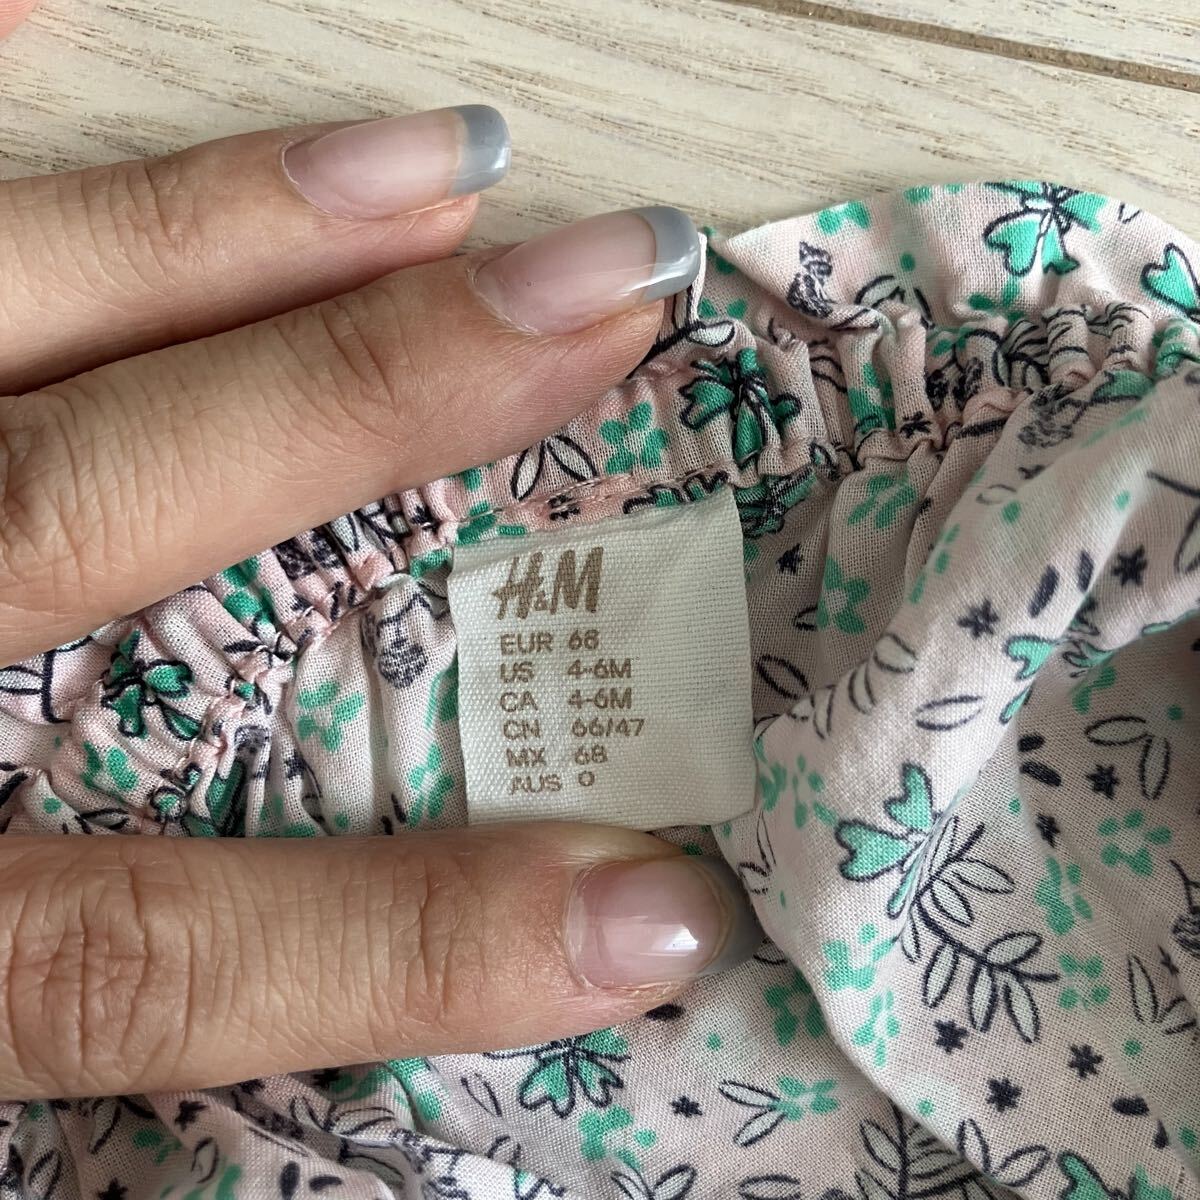 H&M
EUR 68
US 4-6M
CA 4-6M
CN 66/47
MX 68
AUS 0